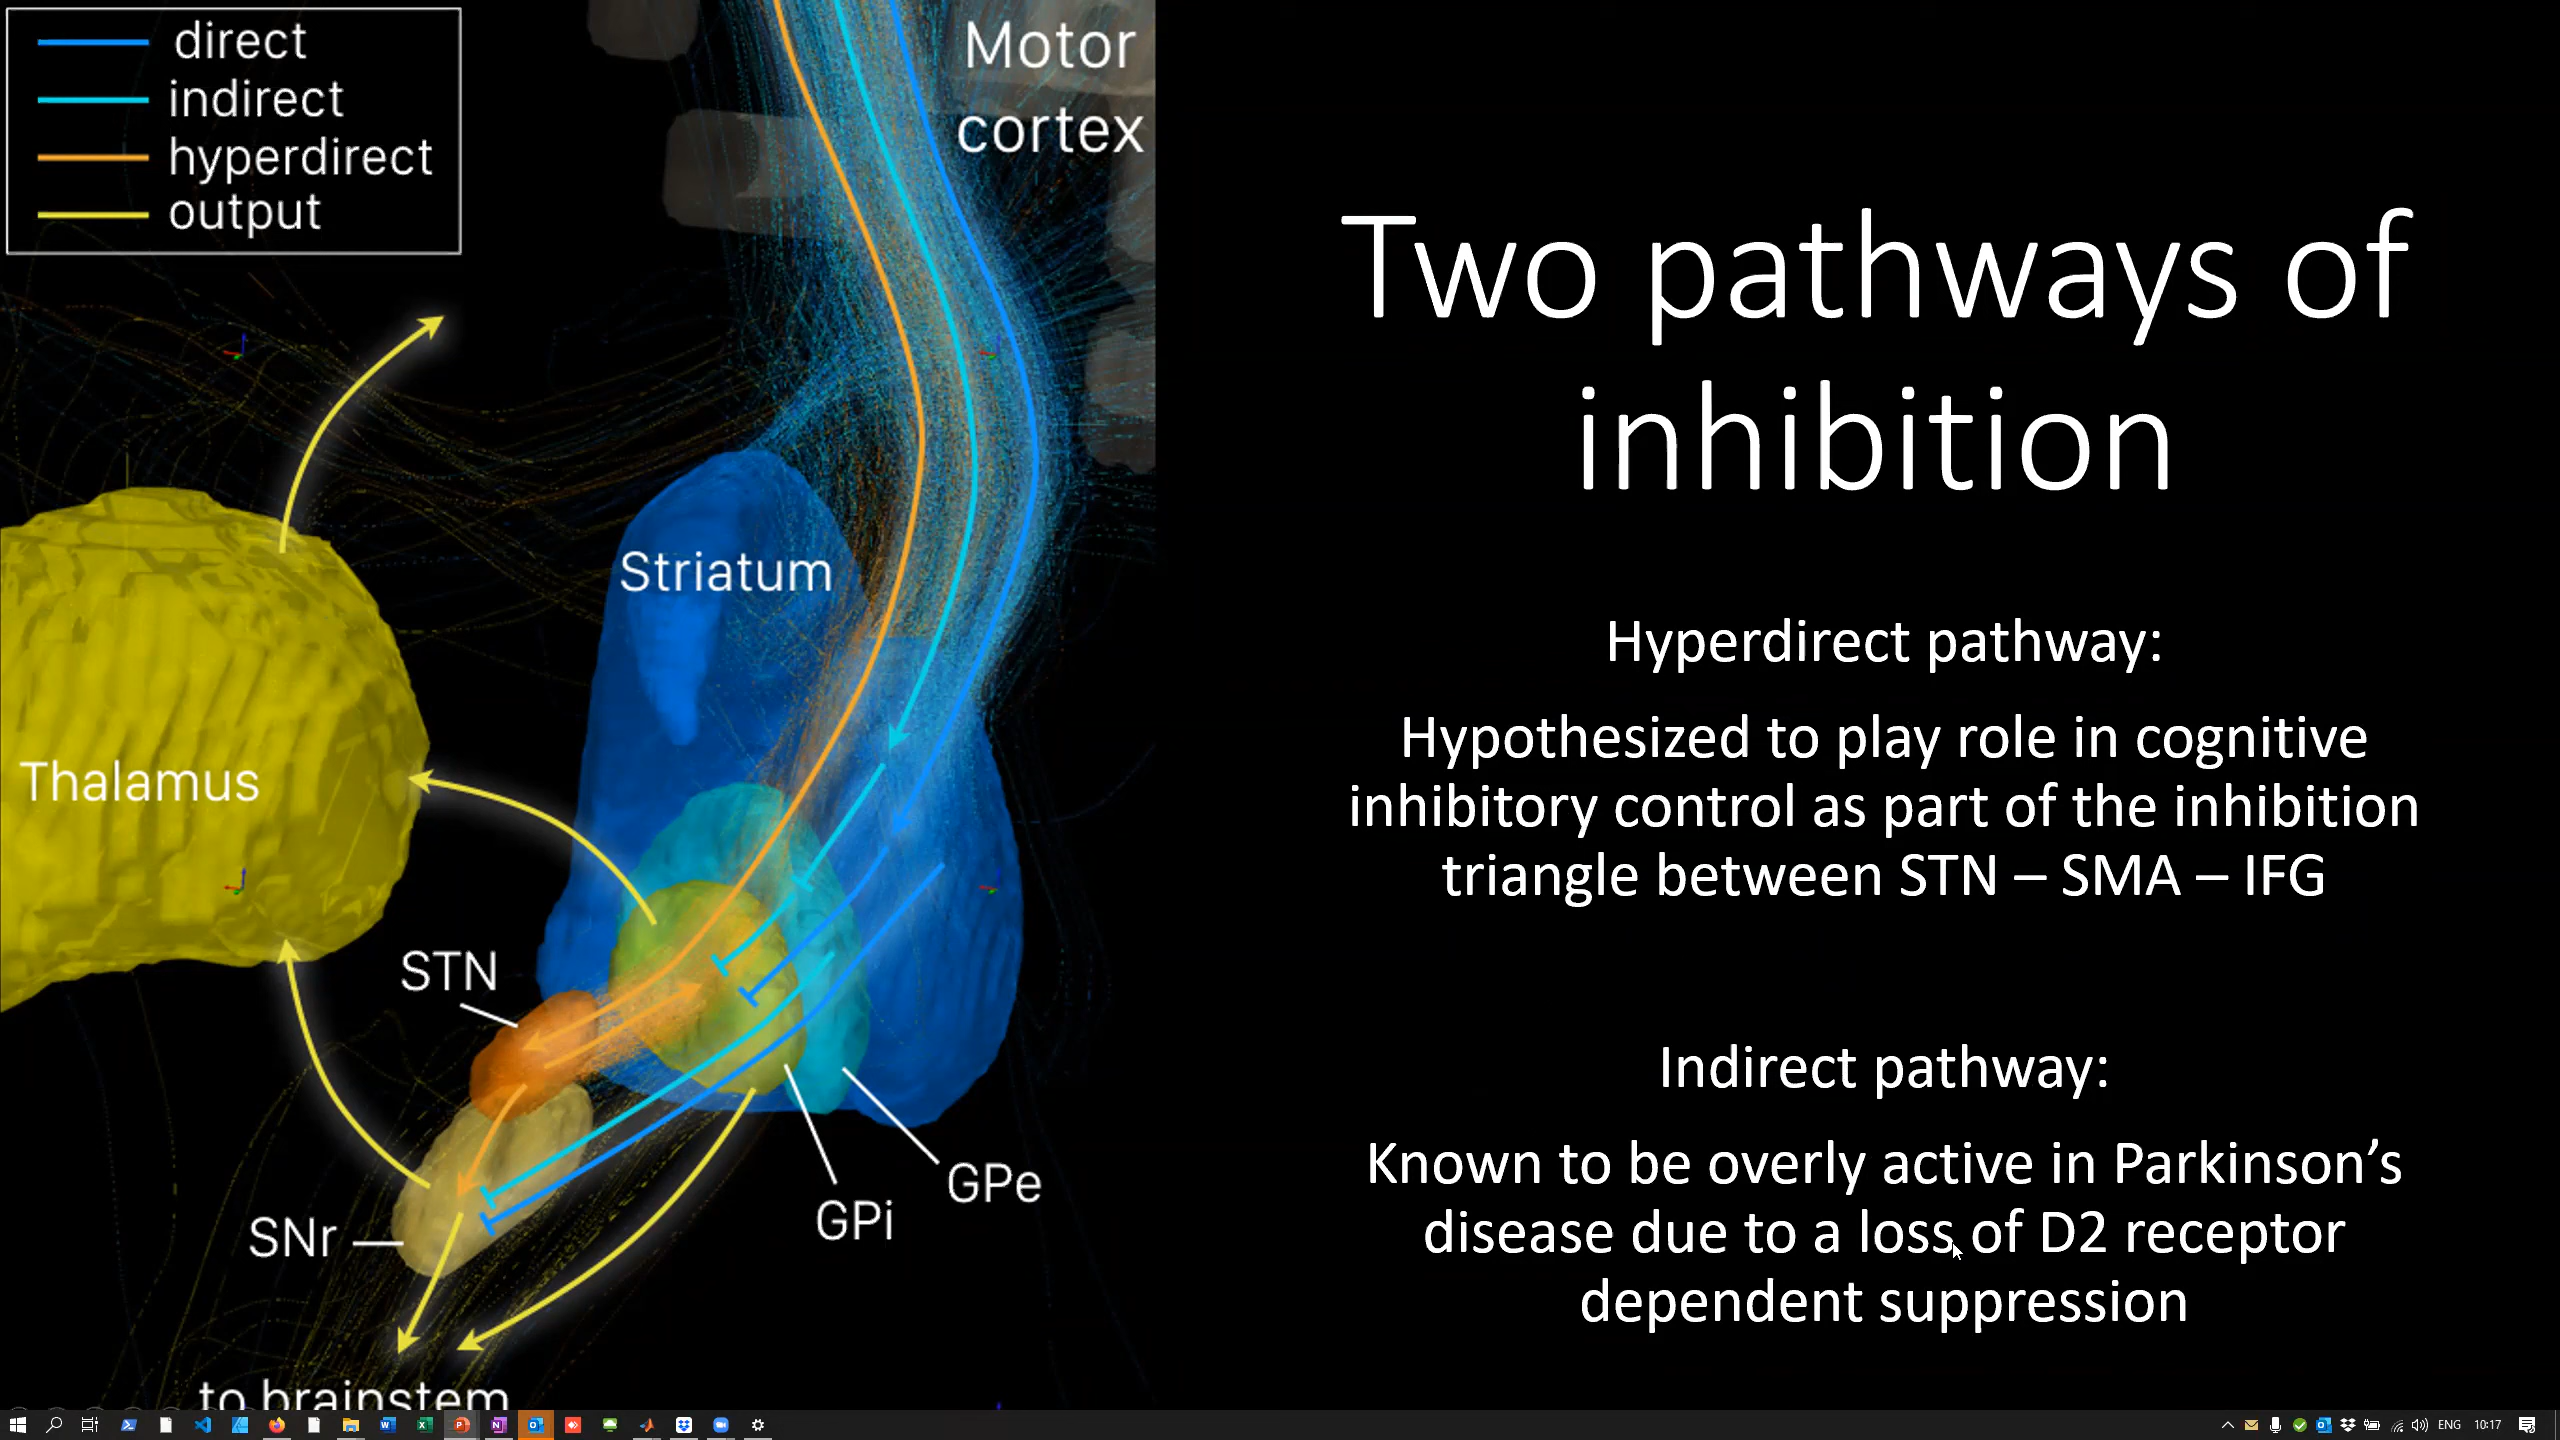 direct
indirect
hyperdirect
output
Motor
cortex
Striatum
Thalamus
STN
SNr
GPi
GPe
to brainstem
Two pathways of
inhibition
Hyperdirect pathway:
Hypothesized to play role in cognitive
inhibitory control as part of the inhibition
triangle between STN – SMA – IFG
Indirect pathway:
Known to be overly active in Parkinson’s
disease due to a loss of D2 receptor
dependent suppression
ENG 10:17